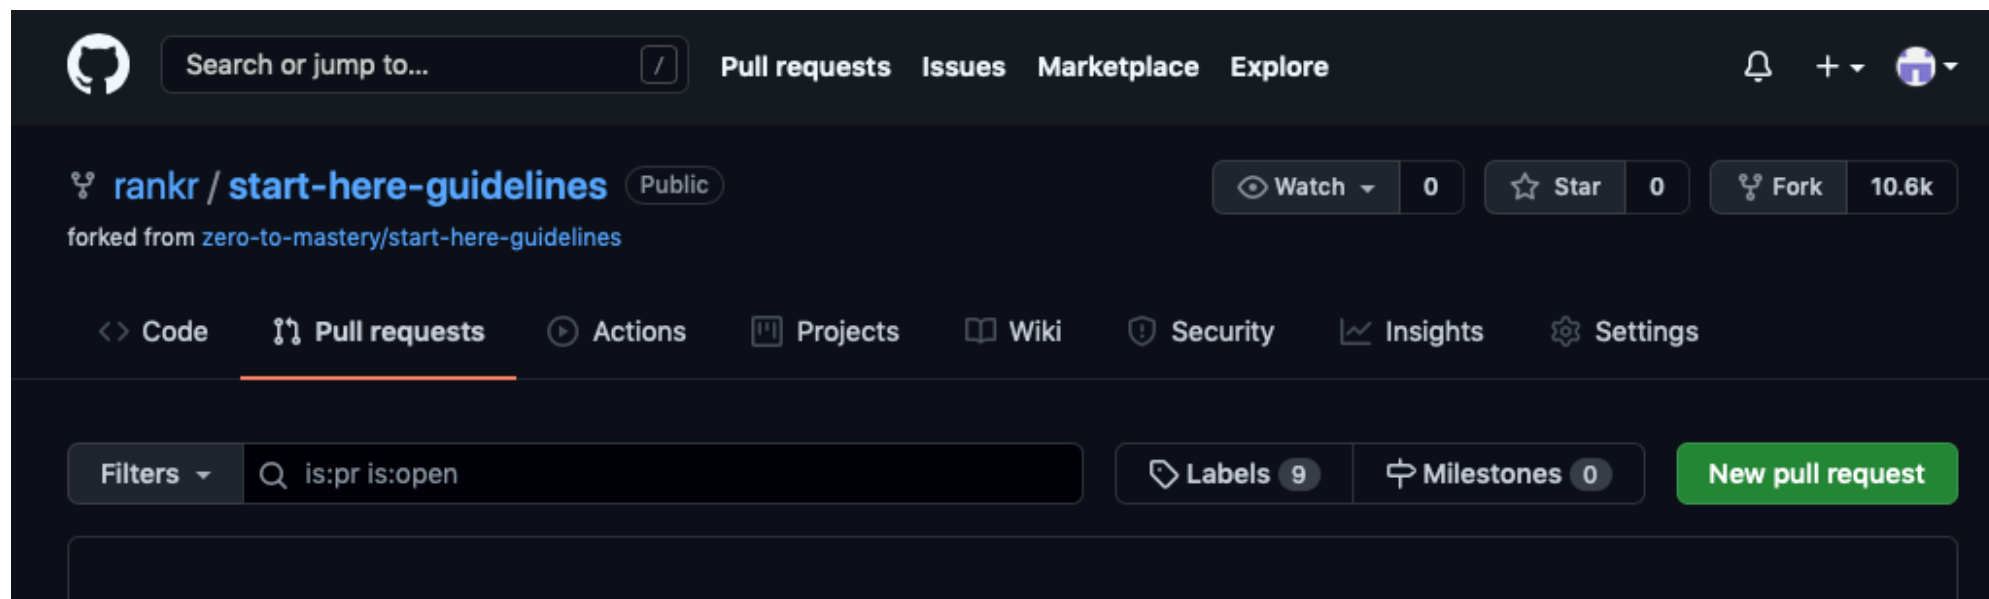 Search or jump to... / Pull requests Issues Marketplace Explore
rankr / start-here-guidelines Public Watch 0 Star 0 Fork 10.6k
forked from zero-to-mastery/start-here-guidelines
Code Pull requests Actions Projects Wiki Security Insights Settings
Filters is:pr is:open Labels 9 Milestones 0 New pull request